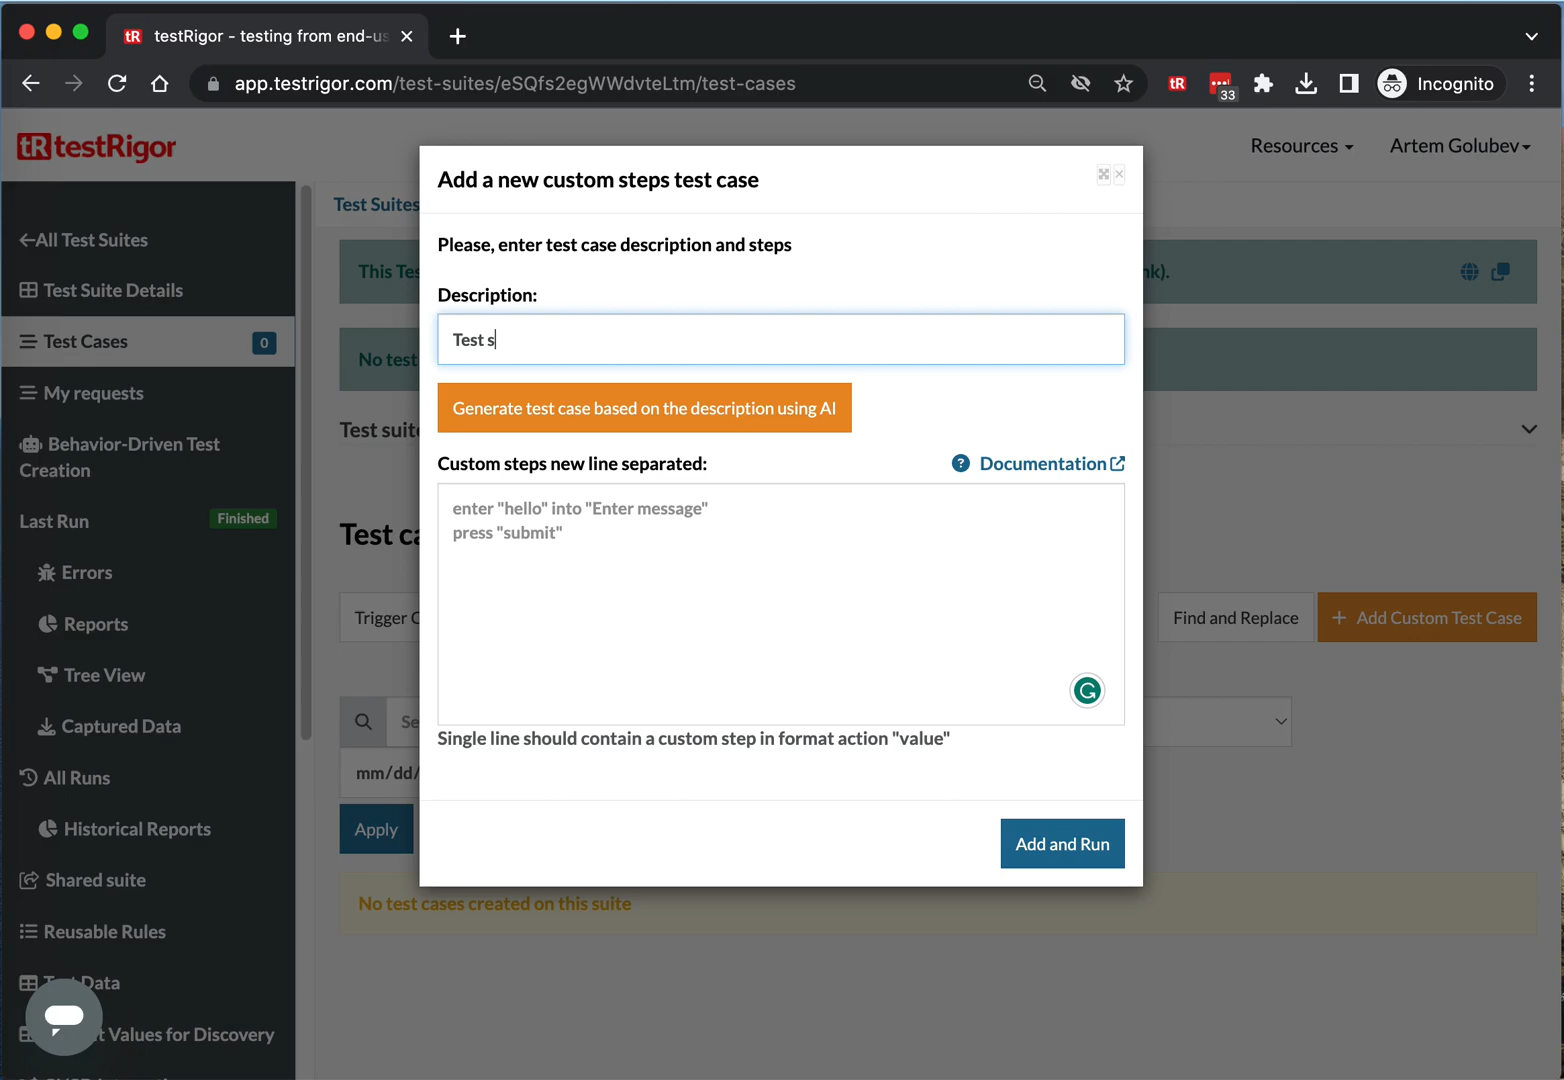 testRigor - testing from end-us
app.testrigor.com/test-suites/eSQfs2egWWdvteLtm/test-cases
33
Incognito
testRigor
Resources
Artem Golubev
All Test Suites
Test Suite Details
Test Cases
0
My requests
Behavior-Driven Test
Creation
Last Run
Finished
Errors
Reports
Tree View
Captured Data
All Runs
Historical Reports
Shared suite
Reusable Rules
Data
Values for Discovery
Test Suites
This Tes
nk).
No test
Test suite
Test ca
Trigger C
Find and Replace
+ Add Custom Test Case
Se
mm/dd/
Apply
No test cases created on this suite
Add a new custom steps test case
Please, enter test case description and steps
Description:
Test s
Generate test case based on the description using AI
Custom steps new line separated:
Documentation
enter "hello" into "Enter message"
press "submit"
Single line should contain a custom step in format action "value"
Add and Run